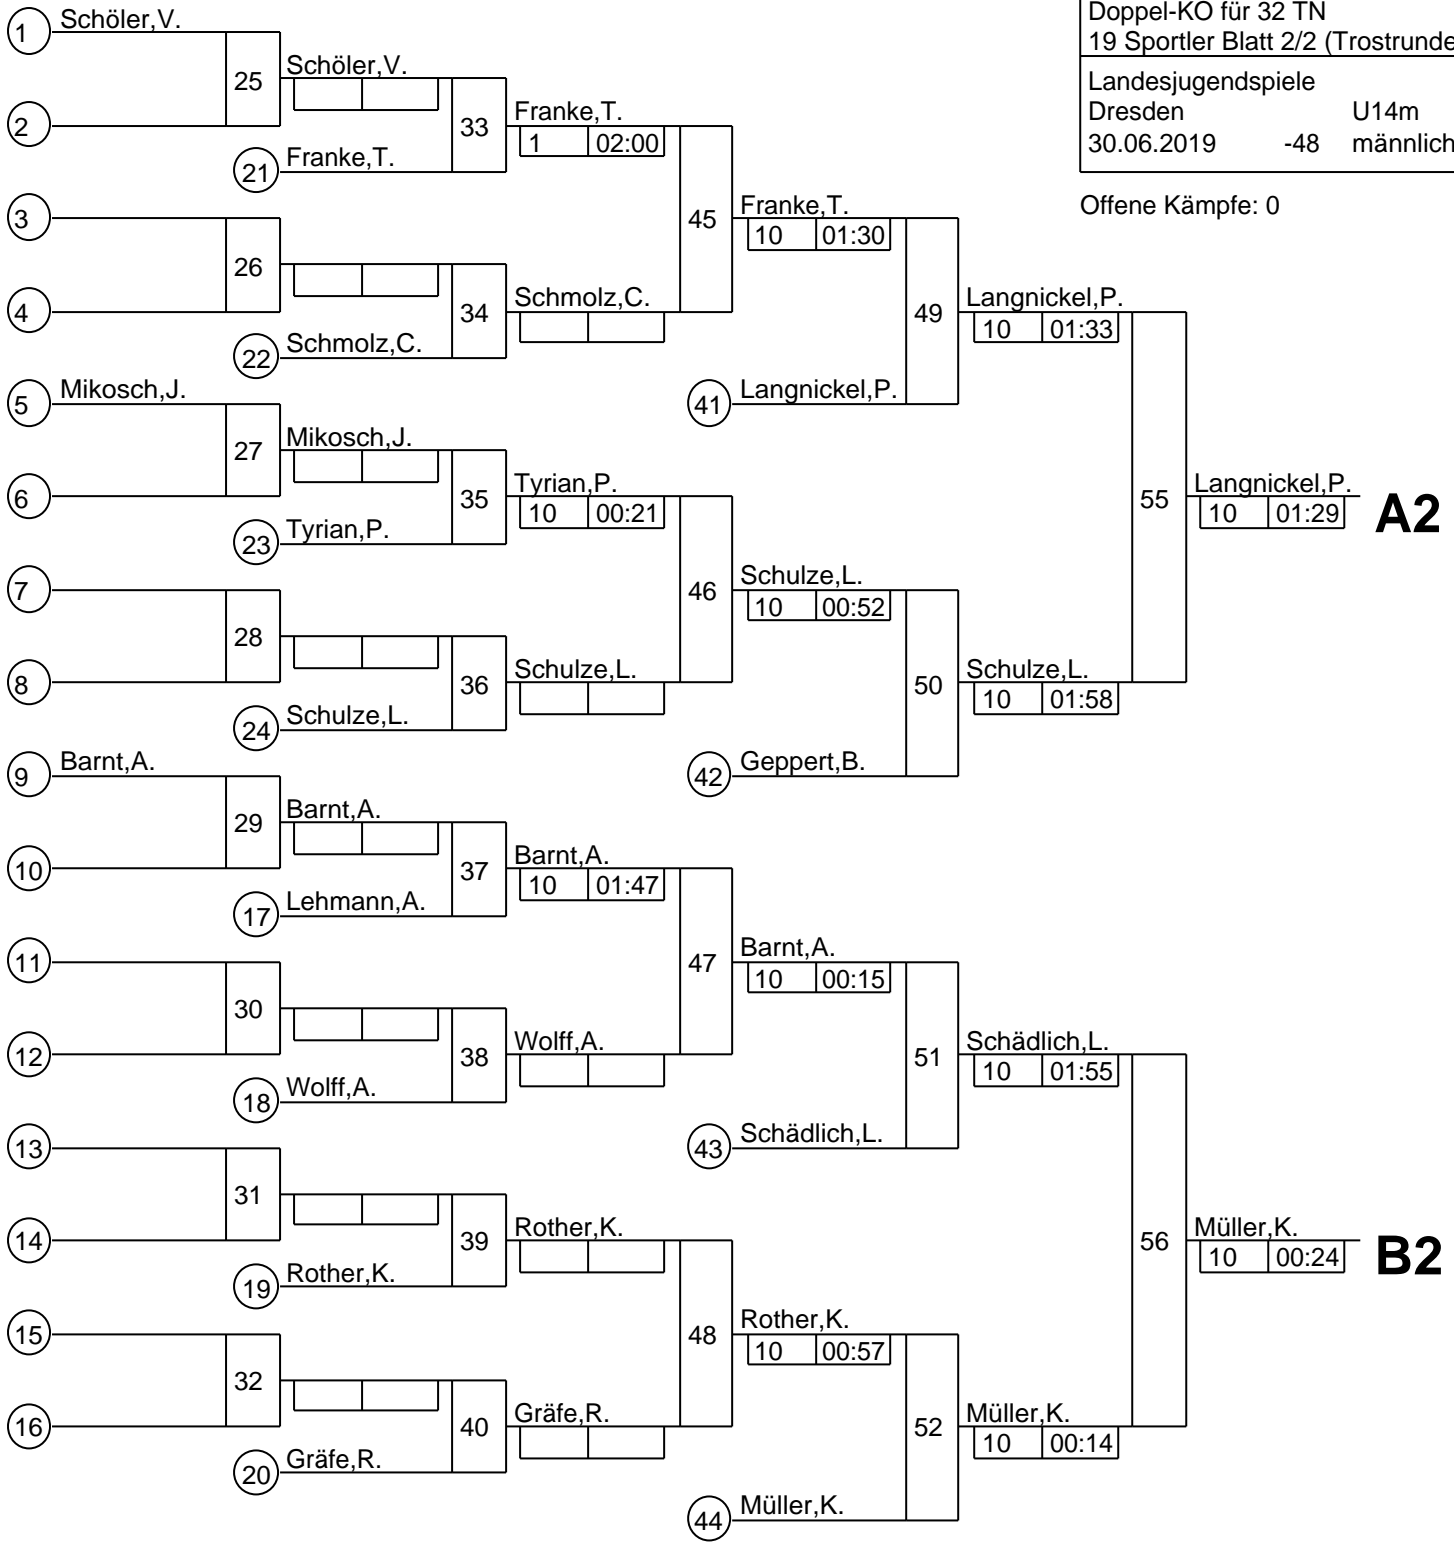 Doppel-KO für 32 TN
19 Sportler Blatt 2/2 (Trostrunde
Landesjugendspiele
Dresden U14m
30.06.2019 -48 männlich
Offene Kämpfe: 0
1 Schöler,V.
25
Schöler,V.
2
33
Franke,T.
1 02:00
21 Franke,T.
3
45
Franke,T.
10 01:30
26
4
34
Schmolz,C.
22 Schmolz,C.
49
Langnickel,P.
10 01:33
5 Mikosch,J.
41 Langnickel,P.
27
Mikosch,J.
6
35
Tyrian,P.
10 00:21
23 Tyrian,P.
55
Langnickel,P.
10 01:29
A2
7
46
Schulze,L.
10 00:52
28
8
36
Schulze,L.
24 Schulze,L.
50
Schulze,L.
10 01:58
9 Barnt,A.
42 Geppert,B.
29
Barnt,A.
10
37
Barnt,A.
10 01:47
17 Lehmann,A.
11
47
Barnt,A.
10 00:15
30
12
38
Wolff,A.
18 Wolff,A.
51
Schädlich,L.
10 01:55
13
43 Schädlich,L.
31
14
39
Rother,K.
19 Rother,K.
56
Müller,K.
10 00:24
B2
15
48
Rother,K.
10 00:57
32
16
40
Gräfe,R.
20 Gräfe,R.
52
Müller,K.
10 00:14
44 Müller,K.